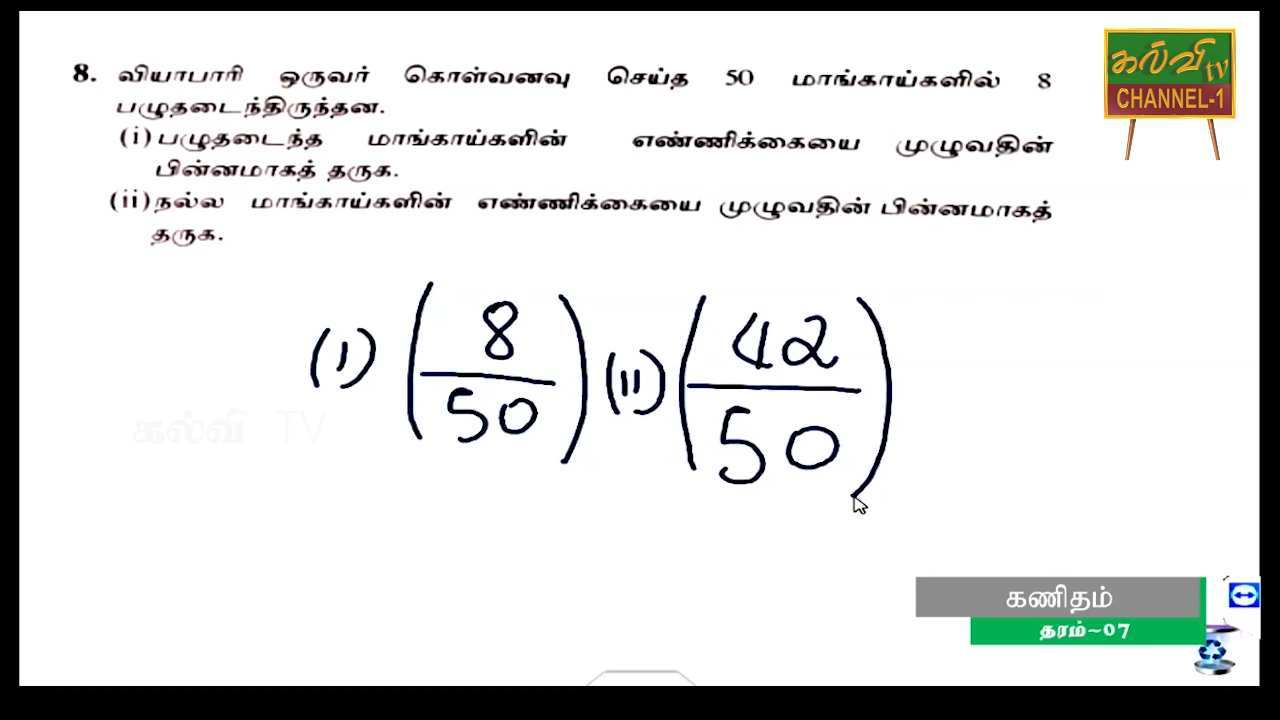 8. வியாபாரி ஒருவர் கொள்வனவு செய்த 50 மாங்காய்களில் 8
பழுதடைந்திருந்தன.
(i) பழுதடைந்த மாங்காய்களின் எண்ணிக்கையை முழுவதின்
பின்னமாகத் தருக.
(ii) நல்ல மாங்காய்களின் எண்ணிக்கையை முழுவதின் பின்னமாகத்
தருக.
கல்வி tv
CHANNEL-1
(i) (8/50) (ii) (42/50)
கல்வி TV
கணிதம்
தரம்-07